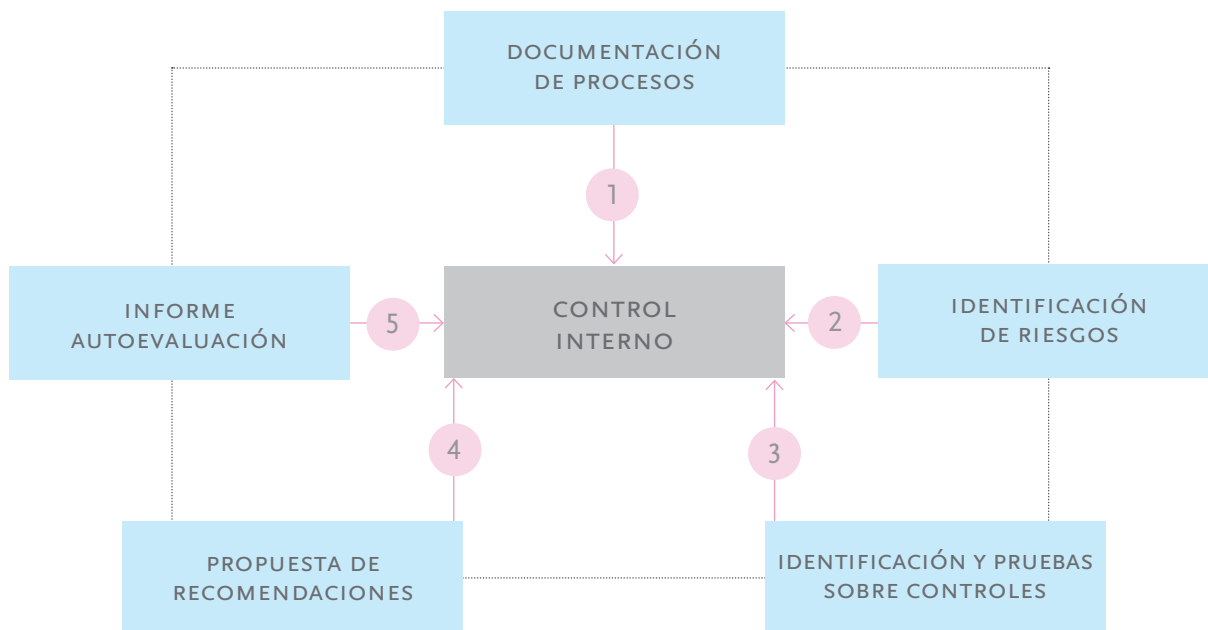 DOCUMENTACIÓN
DE PROCESOS
1
INFORME
AUTOEVALUACIÓN
5
CONTROL
INTERNO
2
IDENTIFICACIÓN
DE RIESGOS
4
3
PROPUESTA DE
RECOMENDACIONES
IDENTIFICACIÓN Y PRUEBAS
SOBRE CONTROLES